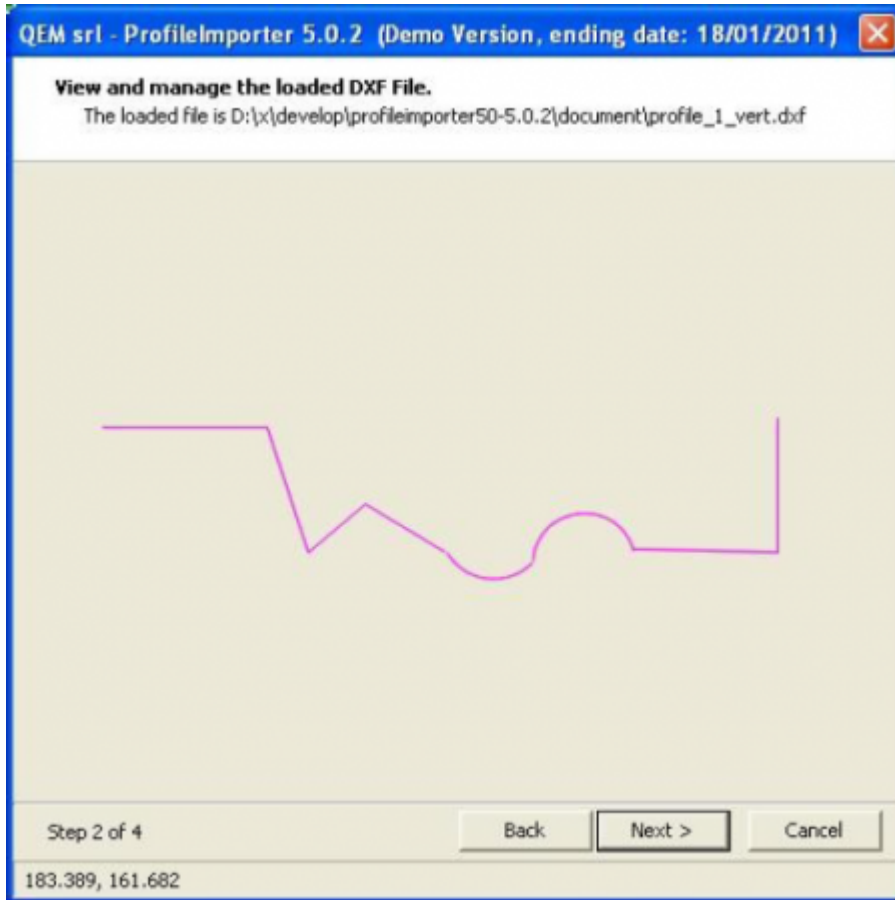 QEM srl - ProfileImporter 5.0.2 (Demo Version, ending date: 18/01/2011)
View and manage the loaded DXF File.
The loaded file is D:\x\develop\profileimporter50-5.0.2\document\profile_1_vert.dxf
Step 2 of 4
Back
Next >
Cancel
183.389, 161.682